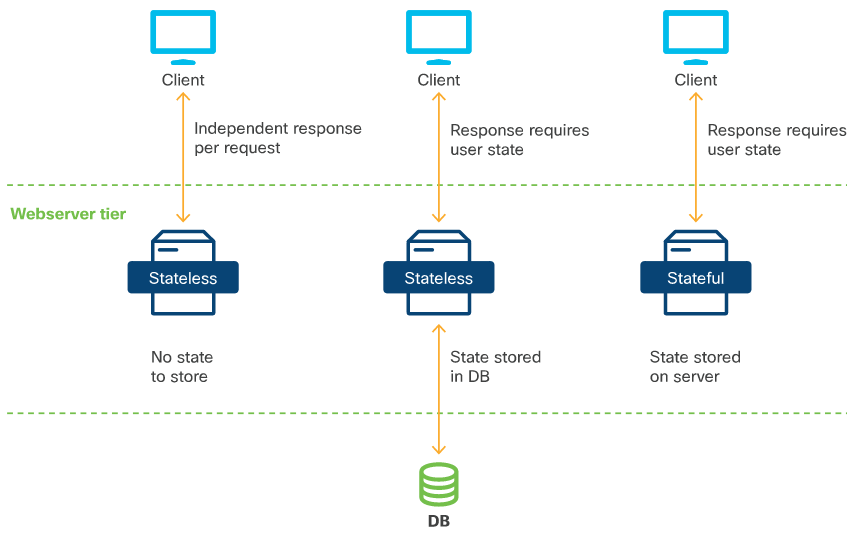 Client
Client
Client
Independent response
per request
Response requires
user state
Response requires
user state
Webserver tier
Stateless
Stateless
Stateful
No state
to store
State stored
in DB
State stored
on server
DB